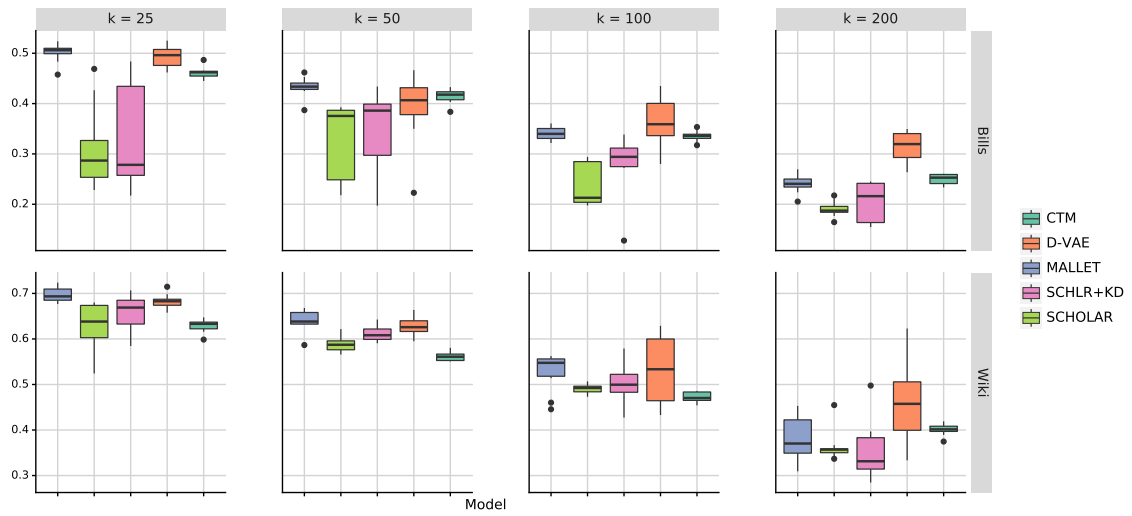 k = 25
k = 50
k = 100
k = 200
0.5
0.4
0.3
0.2
Bills
0.7
0.6
0.5
0.4
0.3
Wiki
Model
CTM
D-VAE
MALLET
SCHLR+KD
SCHOLAR